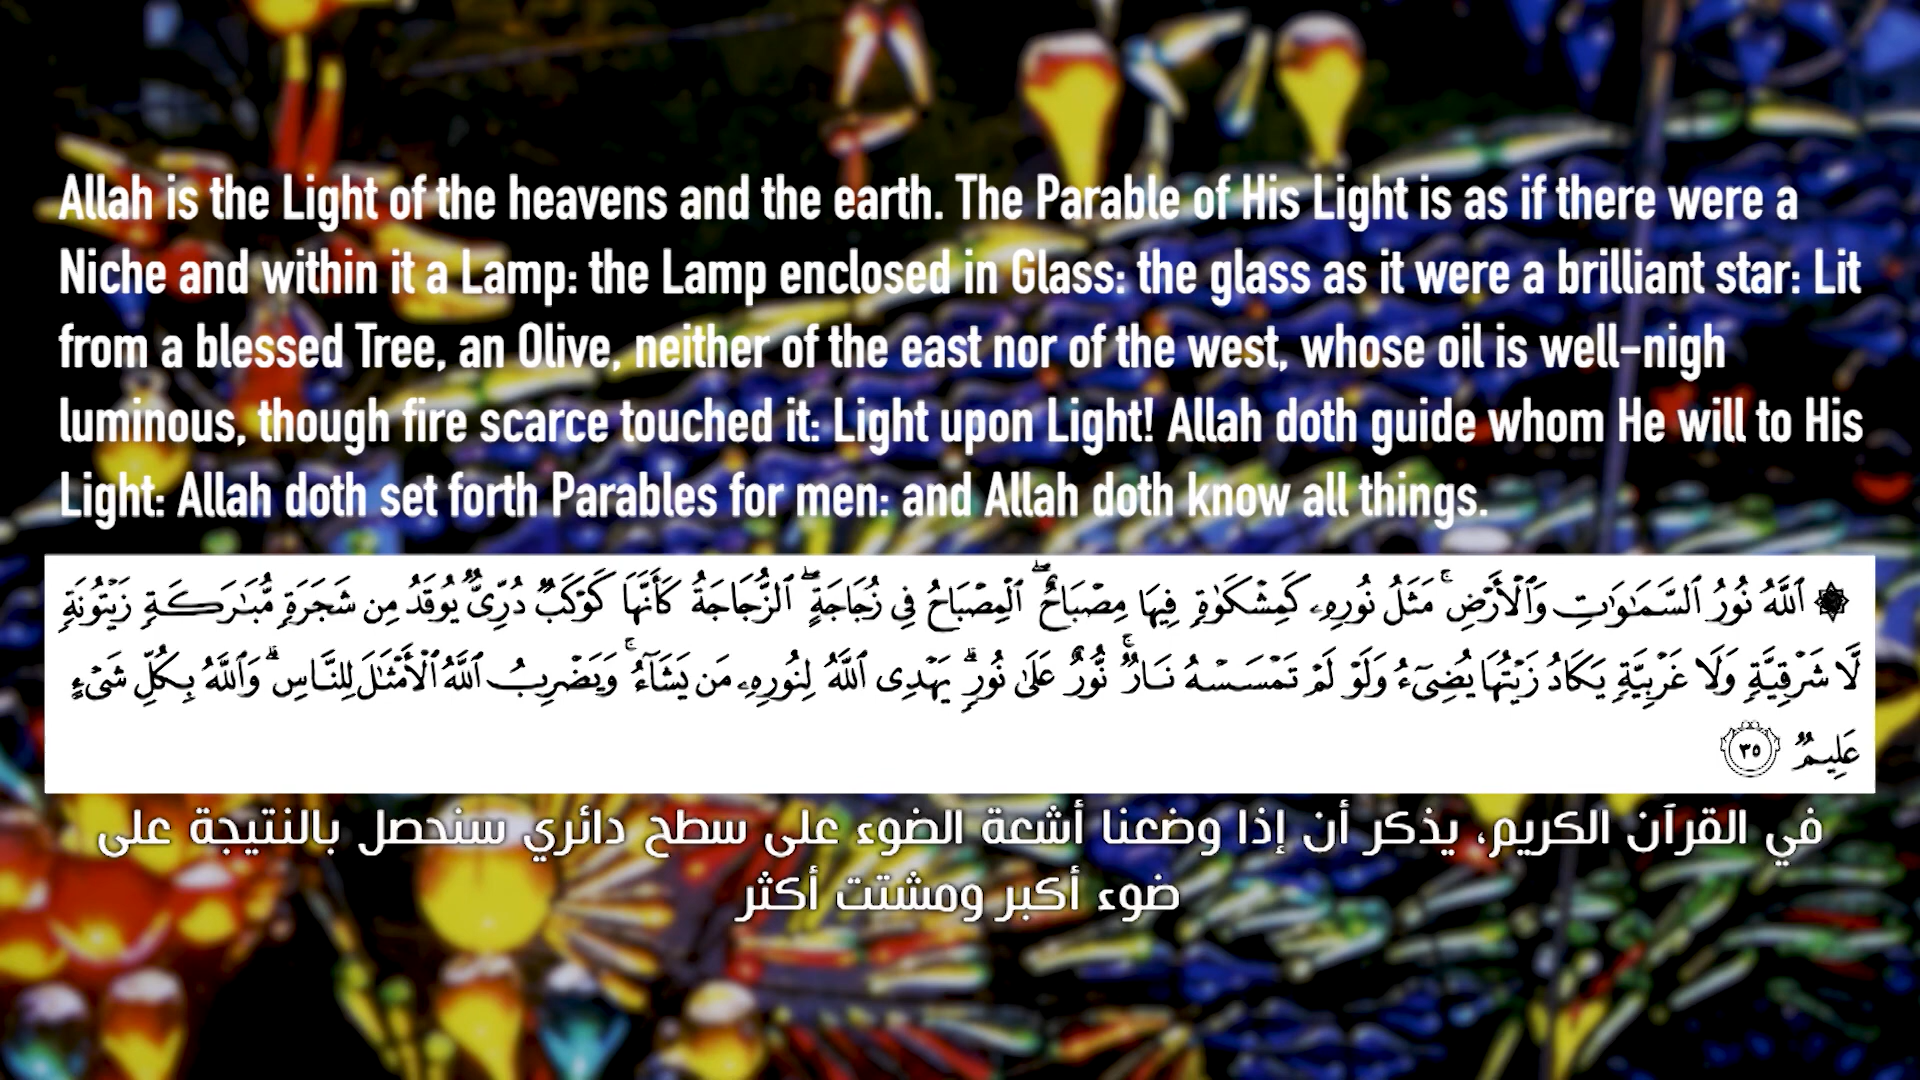 Allah is the Light of the heavens and the earth. The Parable of His Light is as if there were a
Niche and within it a Lamp: the Lamp enclosed in Glass: the glass as it were a brilliant star: Lit
from a blessed Tree, an Olive, neither of the east nor of the west, whose oil is well-nigh
luminous, though fire scarce touched it: Light upon Light! Allah doth guide whom He will to His
Light: Allah doth set forth Parables for men: and Allah doth know all things.
۞ ٱللَّهُ نُورُ ٱلسَّمَـٰوَٰتِ وَٱلْأَرْضِ ۚ مَثَلُ نُورِهِۦ كَمِشْكَوٰةٍ فِيهَا مِصْبَاحٌ ۖ ٱلْمِصْبَاحُ فِى زُجَاجَةٍ ۖ ٱلزُّجَاجَةُ كَأَنَّهَا كَوْكَبٌ دُرِّىٌّ يُوقَدُ مِن شَجَرَةٍ مُّبَـٰرَكَةٍ زَيْتُونَةٍ
لَّا شَرْقِيَّةٍ وَلَا غَرْبِيَّةٍ يَكَادُ زَيْتُهَا يُضِىٓءُ وَلَوْ لَمْ تَمْسَسْهُ نَارٌ ۚ نُّورٌ عَلَىٰ نُورٍ ۗ يَهْدِى ٱللَّهُ لِنُورِهِۦ مَن يَشَآءُ ۚ وَيَضْرِبُ ٱللَّهُ ٱلْأَمْثَـٰلَ لِلنَّاسِ ۗ وَٱللَّهُ بِكُلِّ شَىْءٍ
عَلِيمٌ ٣٥
في القرآن الكريم، يذكر أن إذا وضعنا أشعة الضوء على سطح دائري سنحصل بالنتيجة على
ضوء أكبر ومشتت أكثر